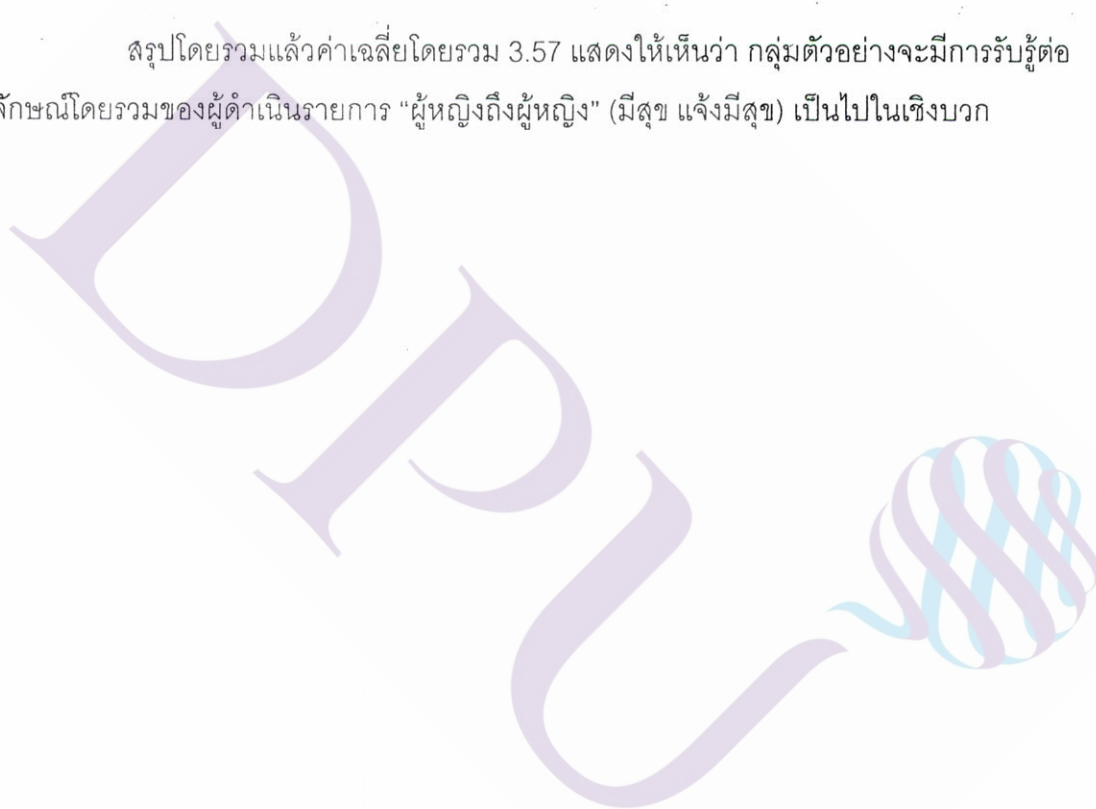 สรุปโดยรวมแล้วค่าเฉลี่ยโดยรวม 3.57 แสดงให้เห็นว่า กลุ่มตัวอย่างจะมีการรับรู้ต่อ
ลักษณ์โดยรวมของผู้ดำเนินรายการ “ผู้หญิงถึงผู้หญิง” (มีสุข แจ้งมีสุข) เป็นไปในเชิงบวก
DPU